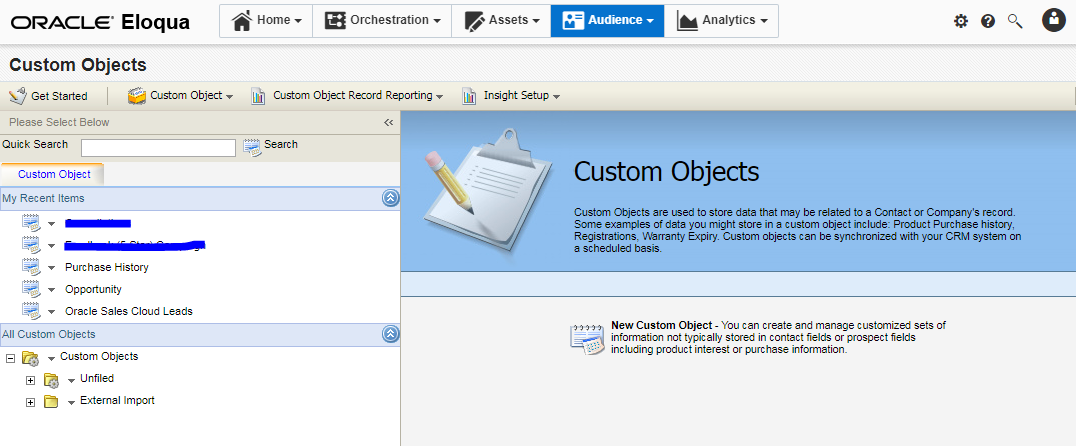 ORACLE Eloqua
Home
Orchestration
Assets
Audience
Analytics
Custom Objects
Get Started
Custom Object
Custom Object Record Reporting
Insight Setup
Please Select Below
Quick Search
Search
Custom Object
My Recent Items
Purchase History
Opportunity
Oracle Sales Cloud Leads
All Custom Objects
Custom Objects
Unfiled
External Import
Custom Objects
Custom Objects are used to store data that may be related to a Contact or Company's record.
Some examples of data you might store in a custom object include: Product Purchase history,
Registrations, Warranty Expiry. Custom objects can be synchronized with your CRM system on
a scheduled basis.
New Custom Object - You can create and manage customized sets of
information not typically stored in contact fields or prospect fields
including product interest or purchase information.